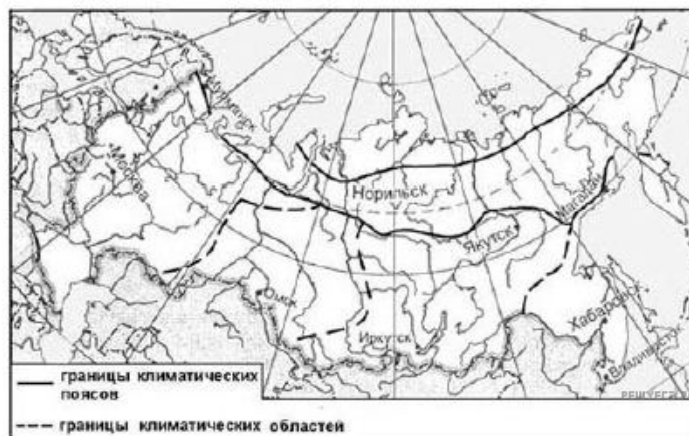 Мурманск
Москва
Норильск
Магадан
Якутск
Омск
Иркутск
Хабаровск
Владивосток
границы климатических
поясов
границы климатических областей